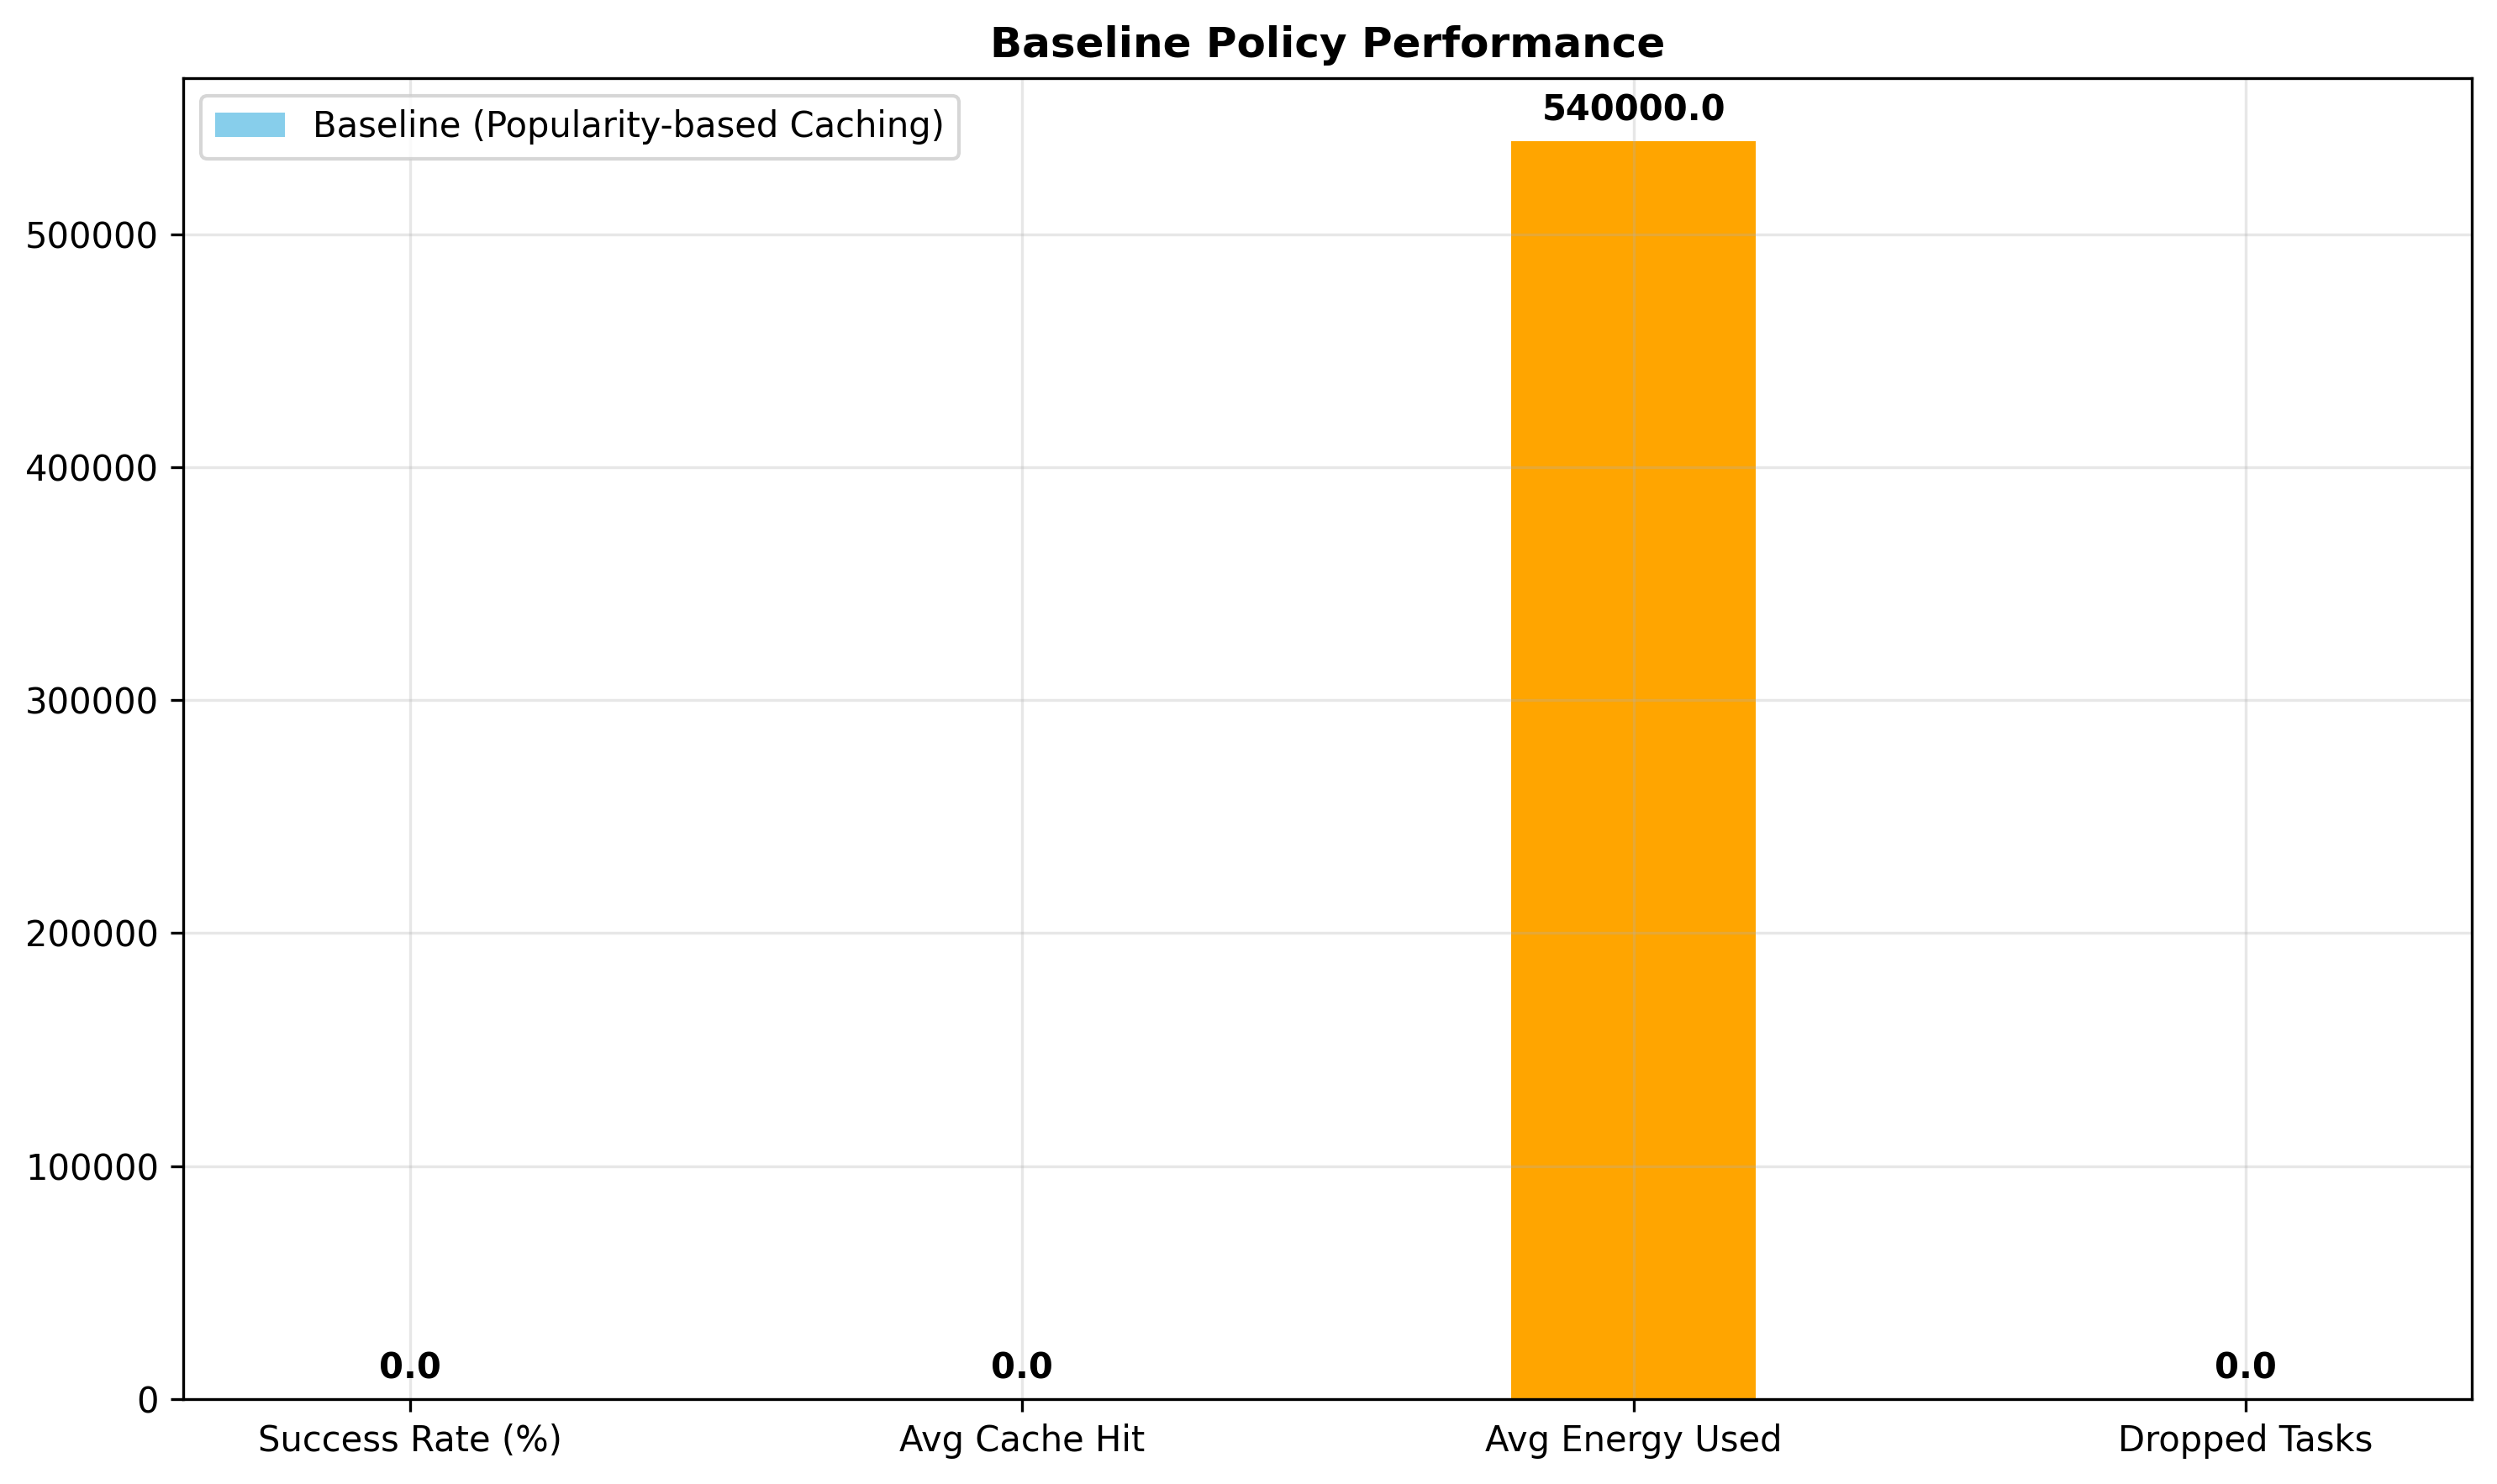 Baseline Policy Performance
Baseline (Popularity-based Caching)
540000.0
500000
400000
300000
200000
100000
0
0.0
0.0
0.0
Success Rate (%)
Avg Cache Hit
Avg Energy Used
Dropped Tasks